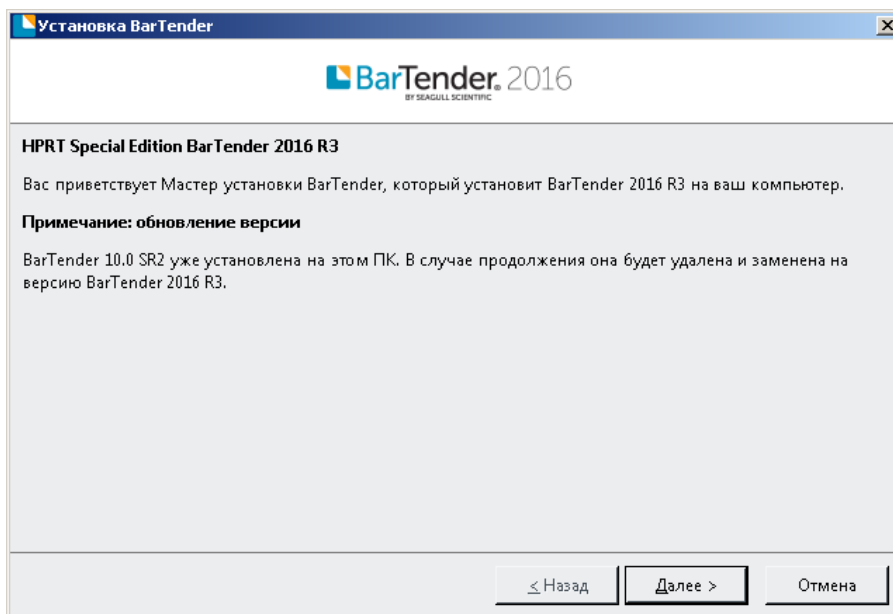 Установка BarTender
BarTender® 2016
BY SEAGULL SCIENTIFIC
HPRT Special Edition BarTender 2016 R3
Вас приветствует Мастер установки BarTender, который установит BarTender 2016 R3 на ваш компьютер.
Примечание: обновление версии
BarTender 10.0 SR2 уже установлена на этом ПК. В случае продолжения она будет удалена и заменена на
версию BarTender 2016 R3.
< Назад
Далее >
Отмена